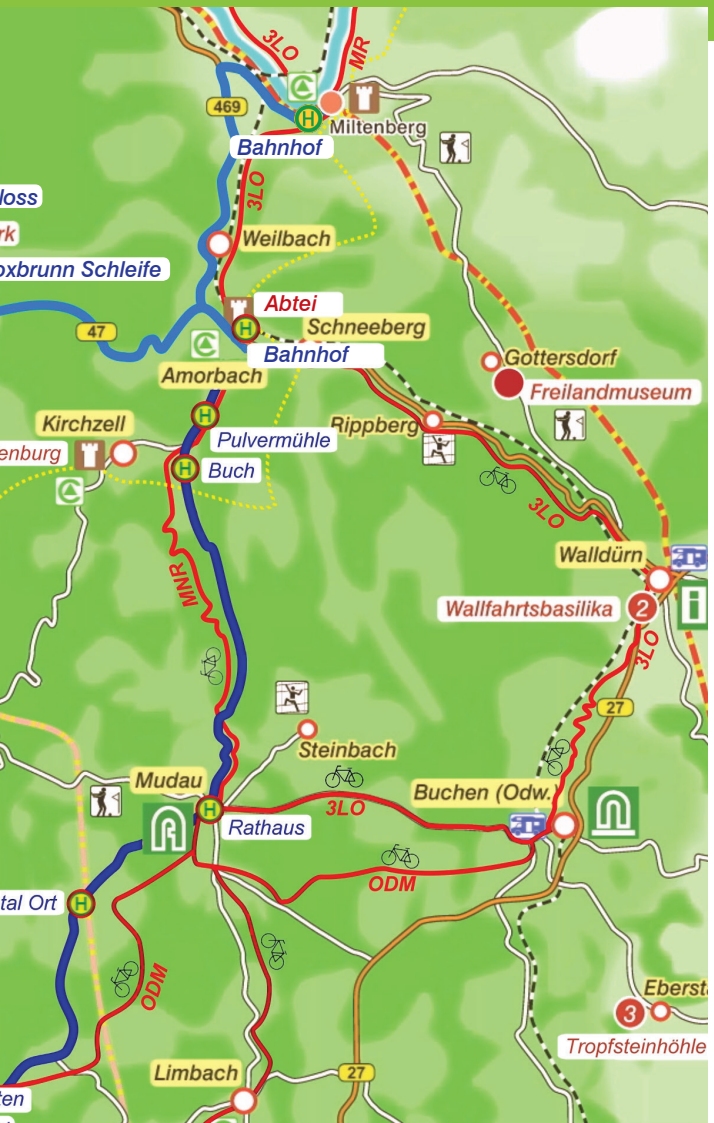 3LO
MR
469
H
Miltenberg
Bahnhof
loss
3LO
rk
Weilbach
oxbrunn Schleife
Abtei
H
Schneeberg
47
Bahnhof
Gottersdorf
Amorbach
Freilandmuseum
H
Kirchzell
Rippberg
Pulvermühle
enburg
H
Buch
3LO
Walldürn
MNR
Wallfahrtsbasilika
2
i
3LO
27
Steinbach
Mudau
Buchen (Odw.)
H
3LO
Rathaus
ODM
tal Ort
H
ODM
Ebersta
3
Tropfsteinhöhle
Limbach
27
ten